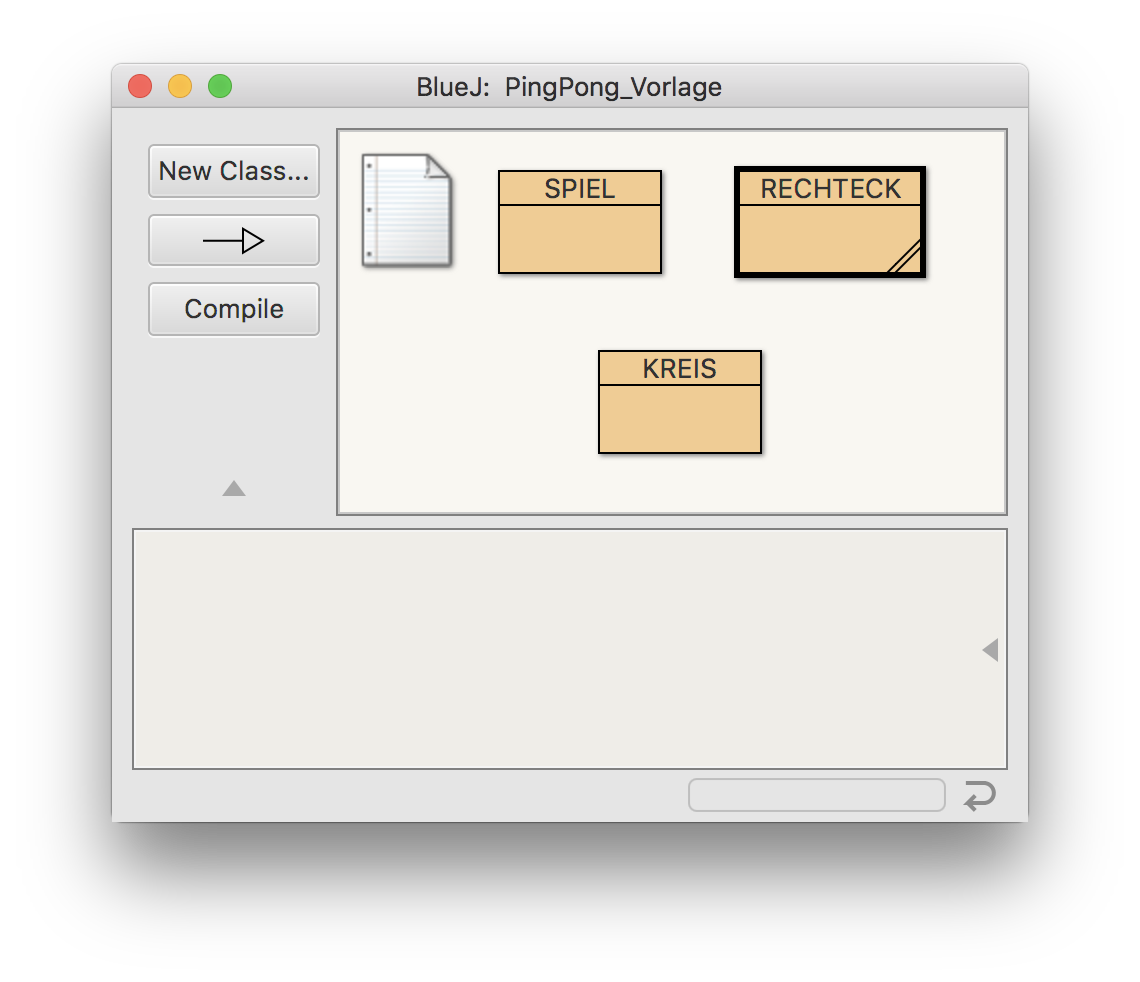 BlueJ: PingPong_Vorlage
New Class...
Compile
SPIEL
RECHTECK
KREIS